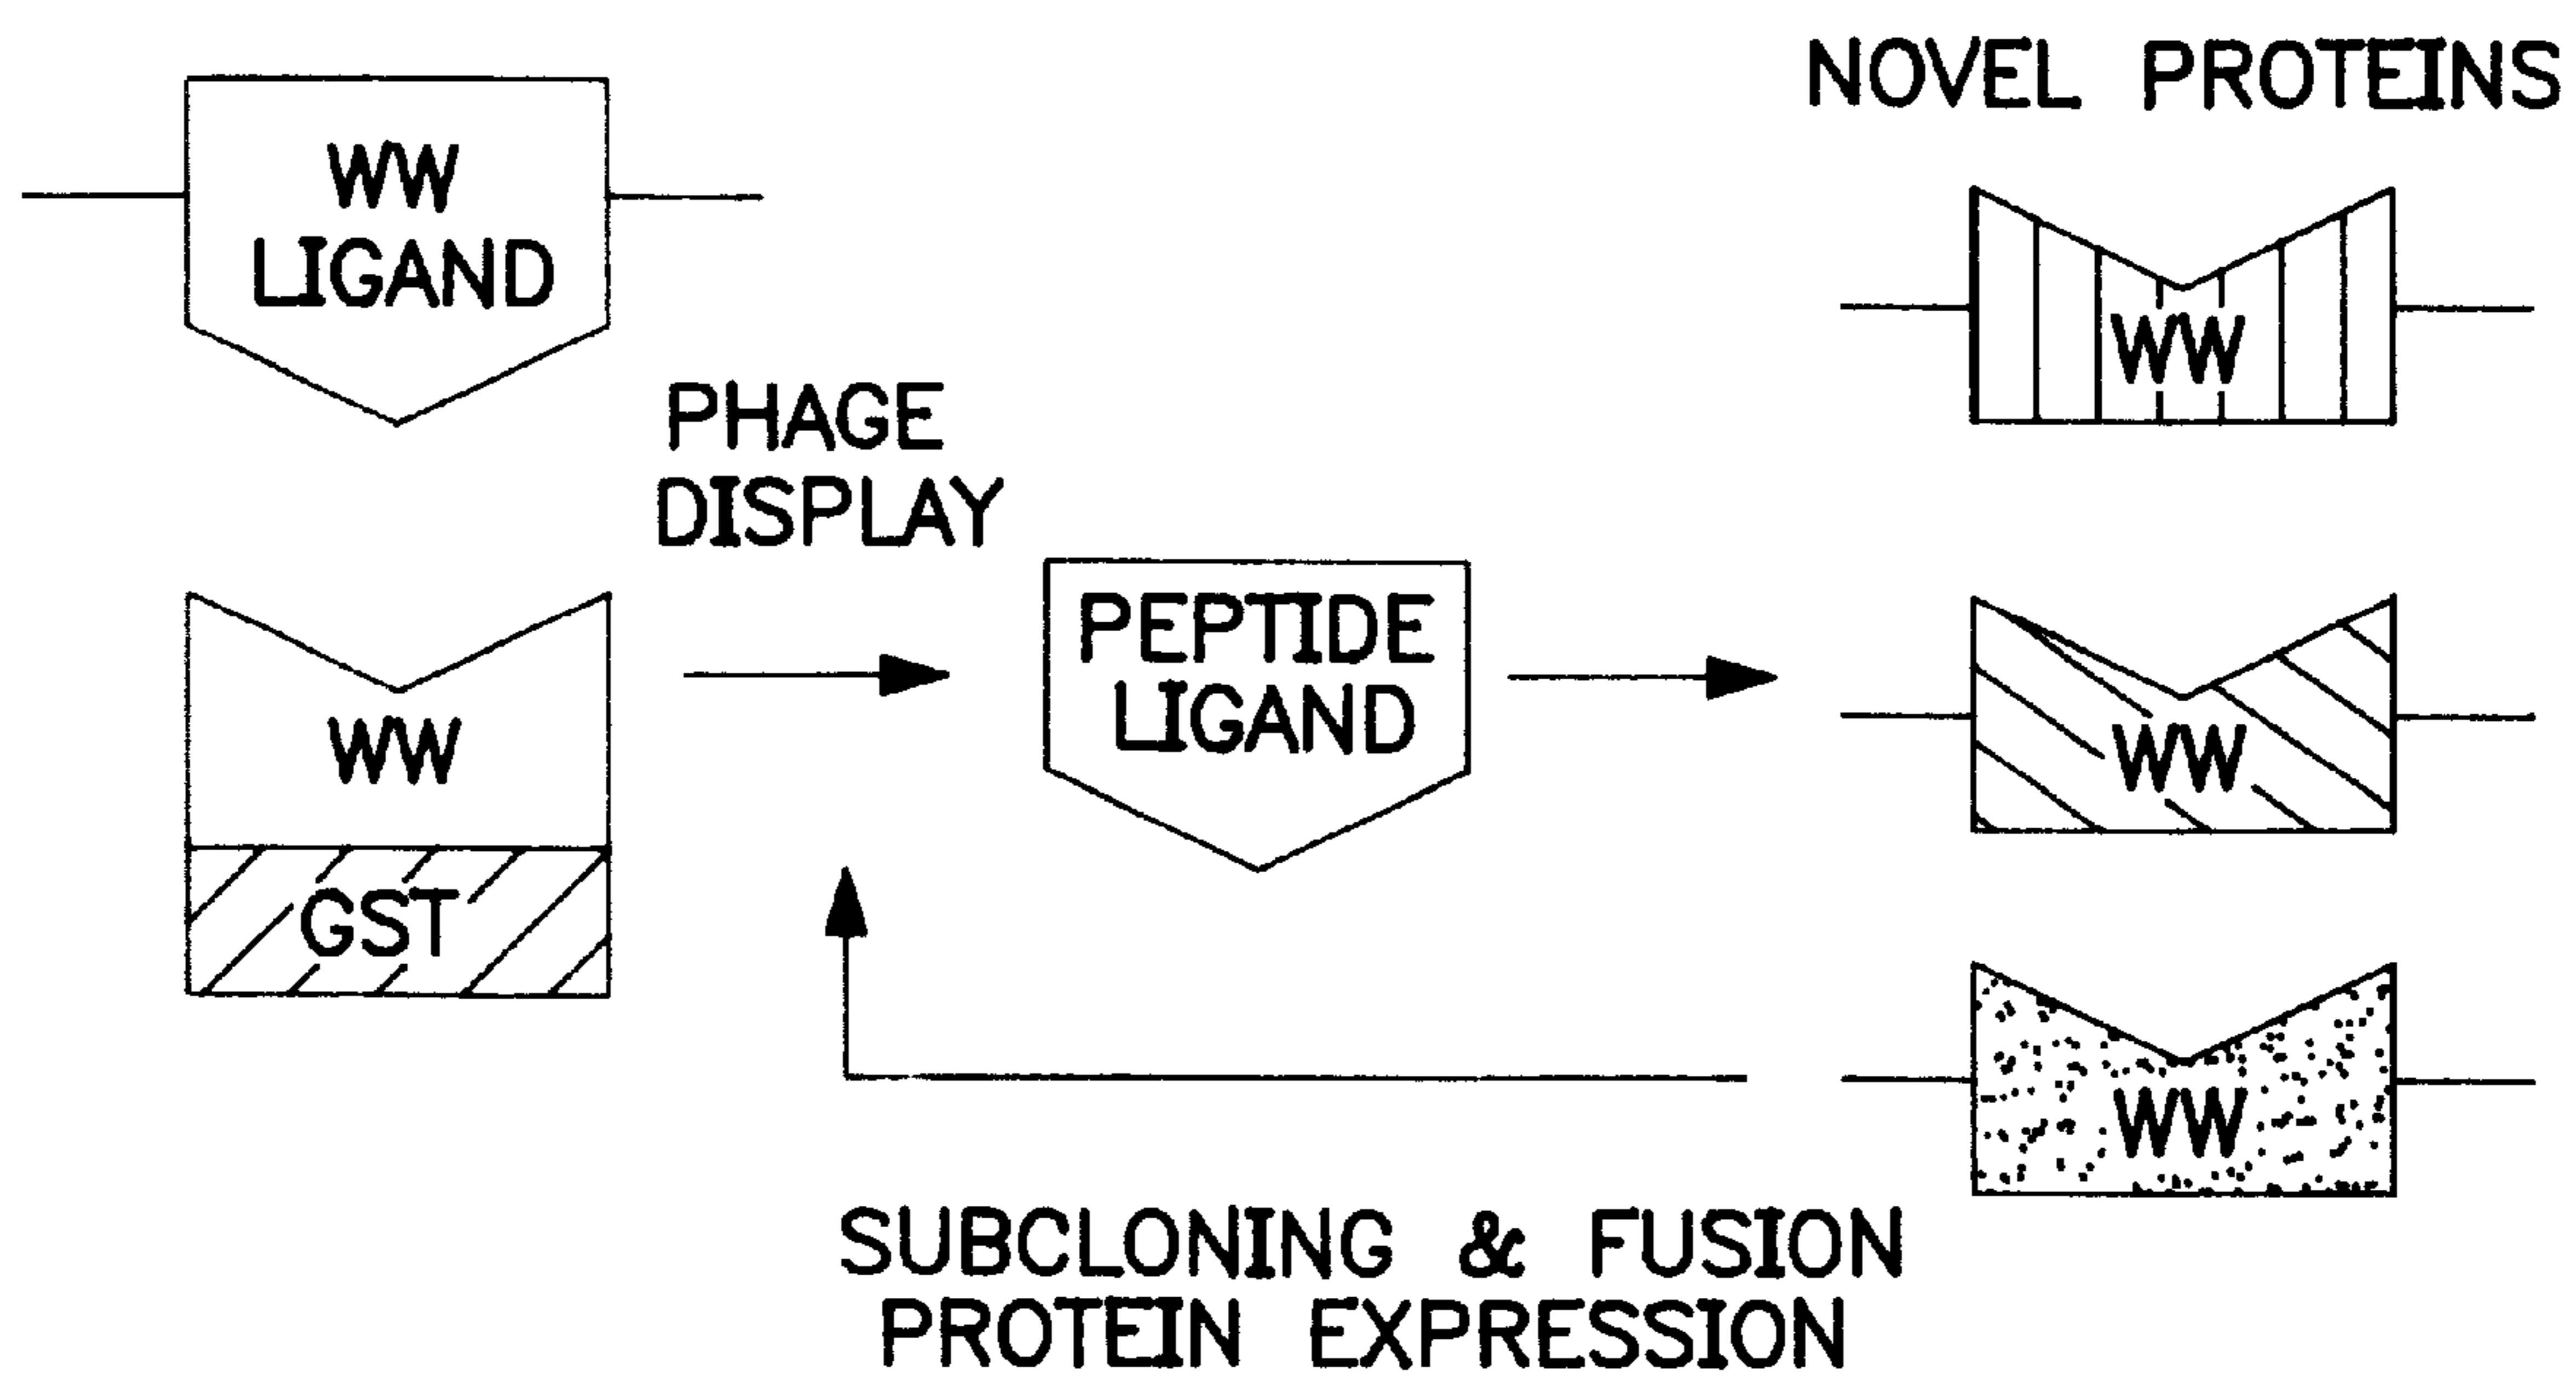 NOVEL PROTEINS
WW
LIGAND
WW
PHAGE
DISPLAY
PEPTIDE
LIGAND
WW
GST
WW
WW
SUBCLONING & FUSION
PROTEIN EXPRESSION